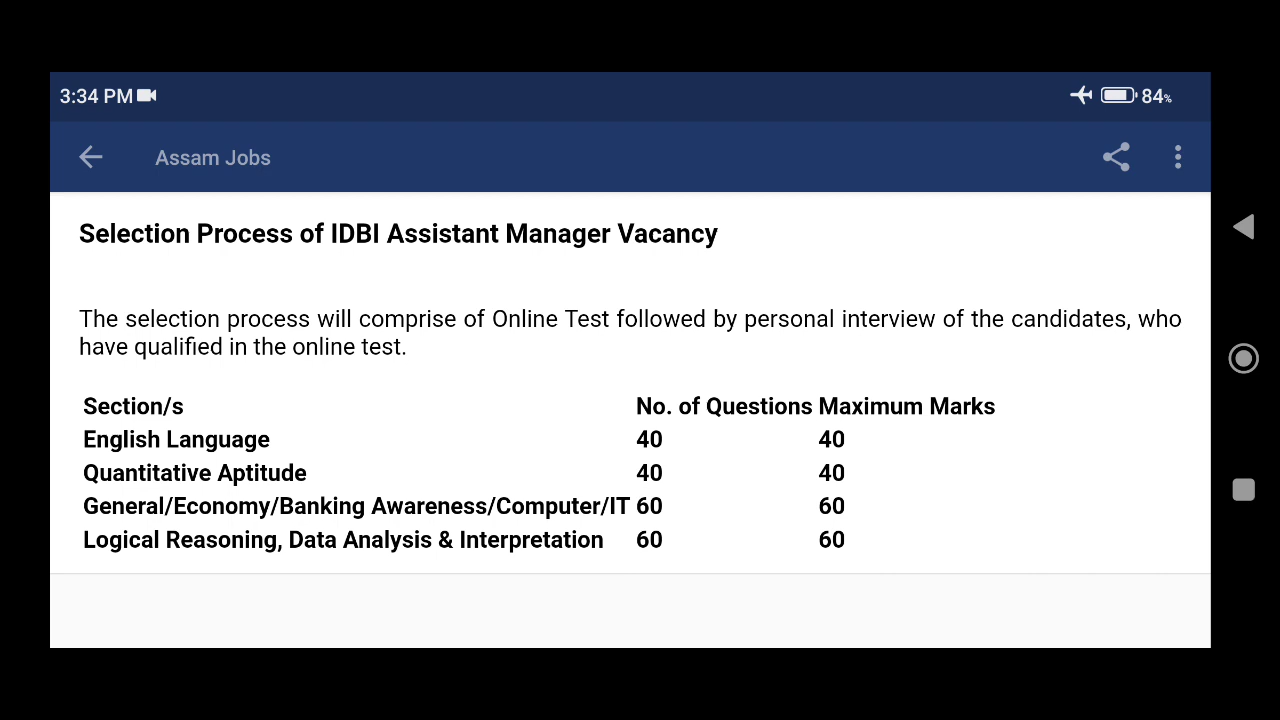 3:34 PM
84%
Assam Jobs
Selection Process of IDBI Assistant Manager Vacancy
The selection process will comprise of Online Test followed by personal interview of the candidates, who
have qualified in the online test.
Section/s No. of Questions Maximum Marks
English Language 40 40
Quantitative Aptitude 40 40
General/Economy/Banking Awareness/Computer/IT 60 60
Logical Reasoning, Data Analysis & Interpretation 60 60